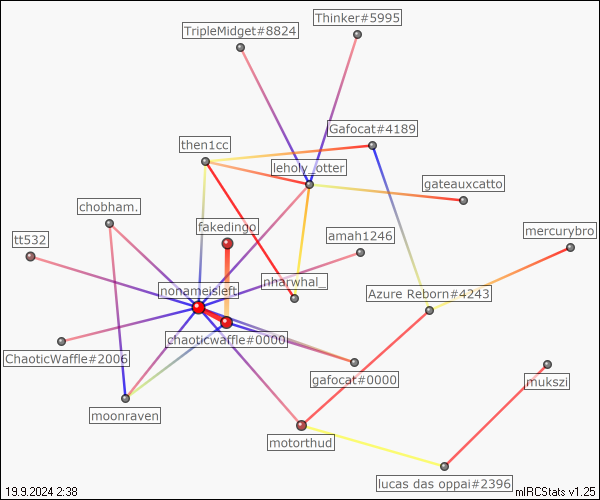 Thinker#5995
TripleMidget#8824
Gafocat#4189
then1cc
leholy_otter
gateauxcatto
chobham.
fakedingo
mercurybro
tt532
amah1246
nharwhal_
nonameisleft
Azure Reborn#4243
chaoticwaffle#0000
ChaoticWaffle#2006
gafocat#0000
mukszi
moonraven
motorthud
lucas das oppai#2396
19.9.2024 2:38
mIRCStats v1.25